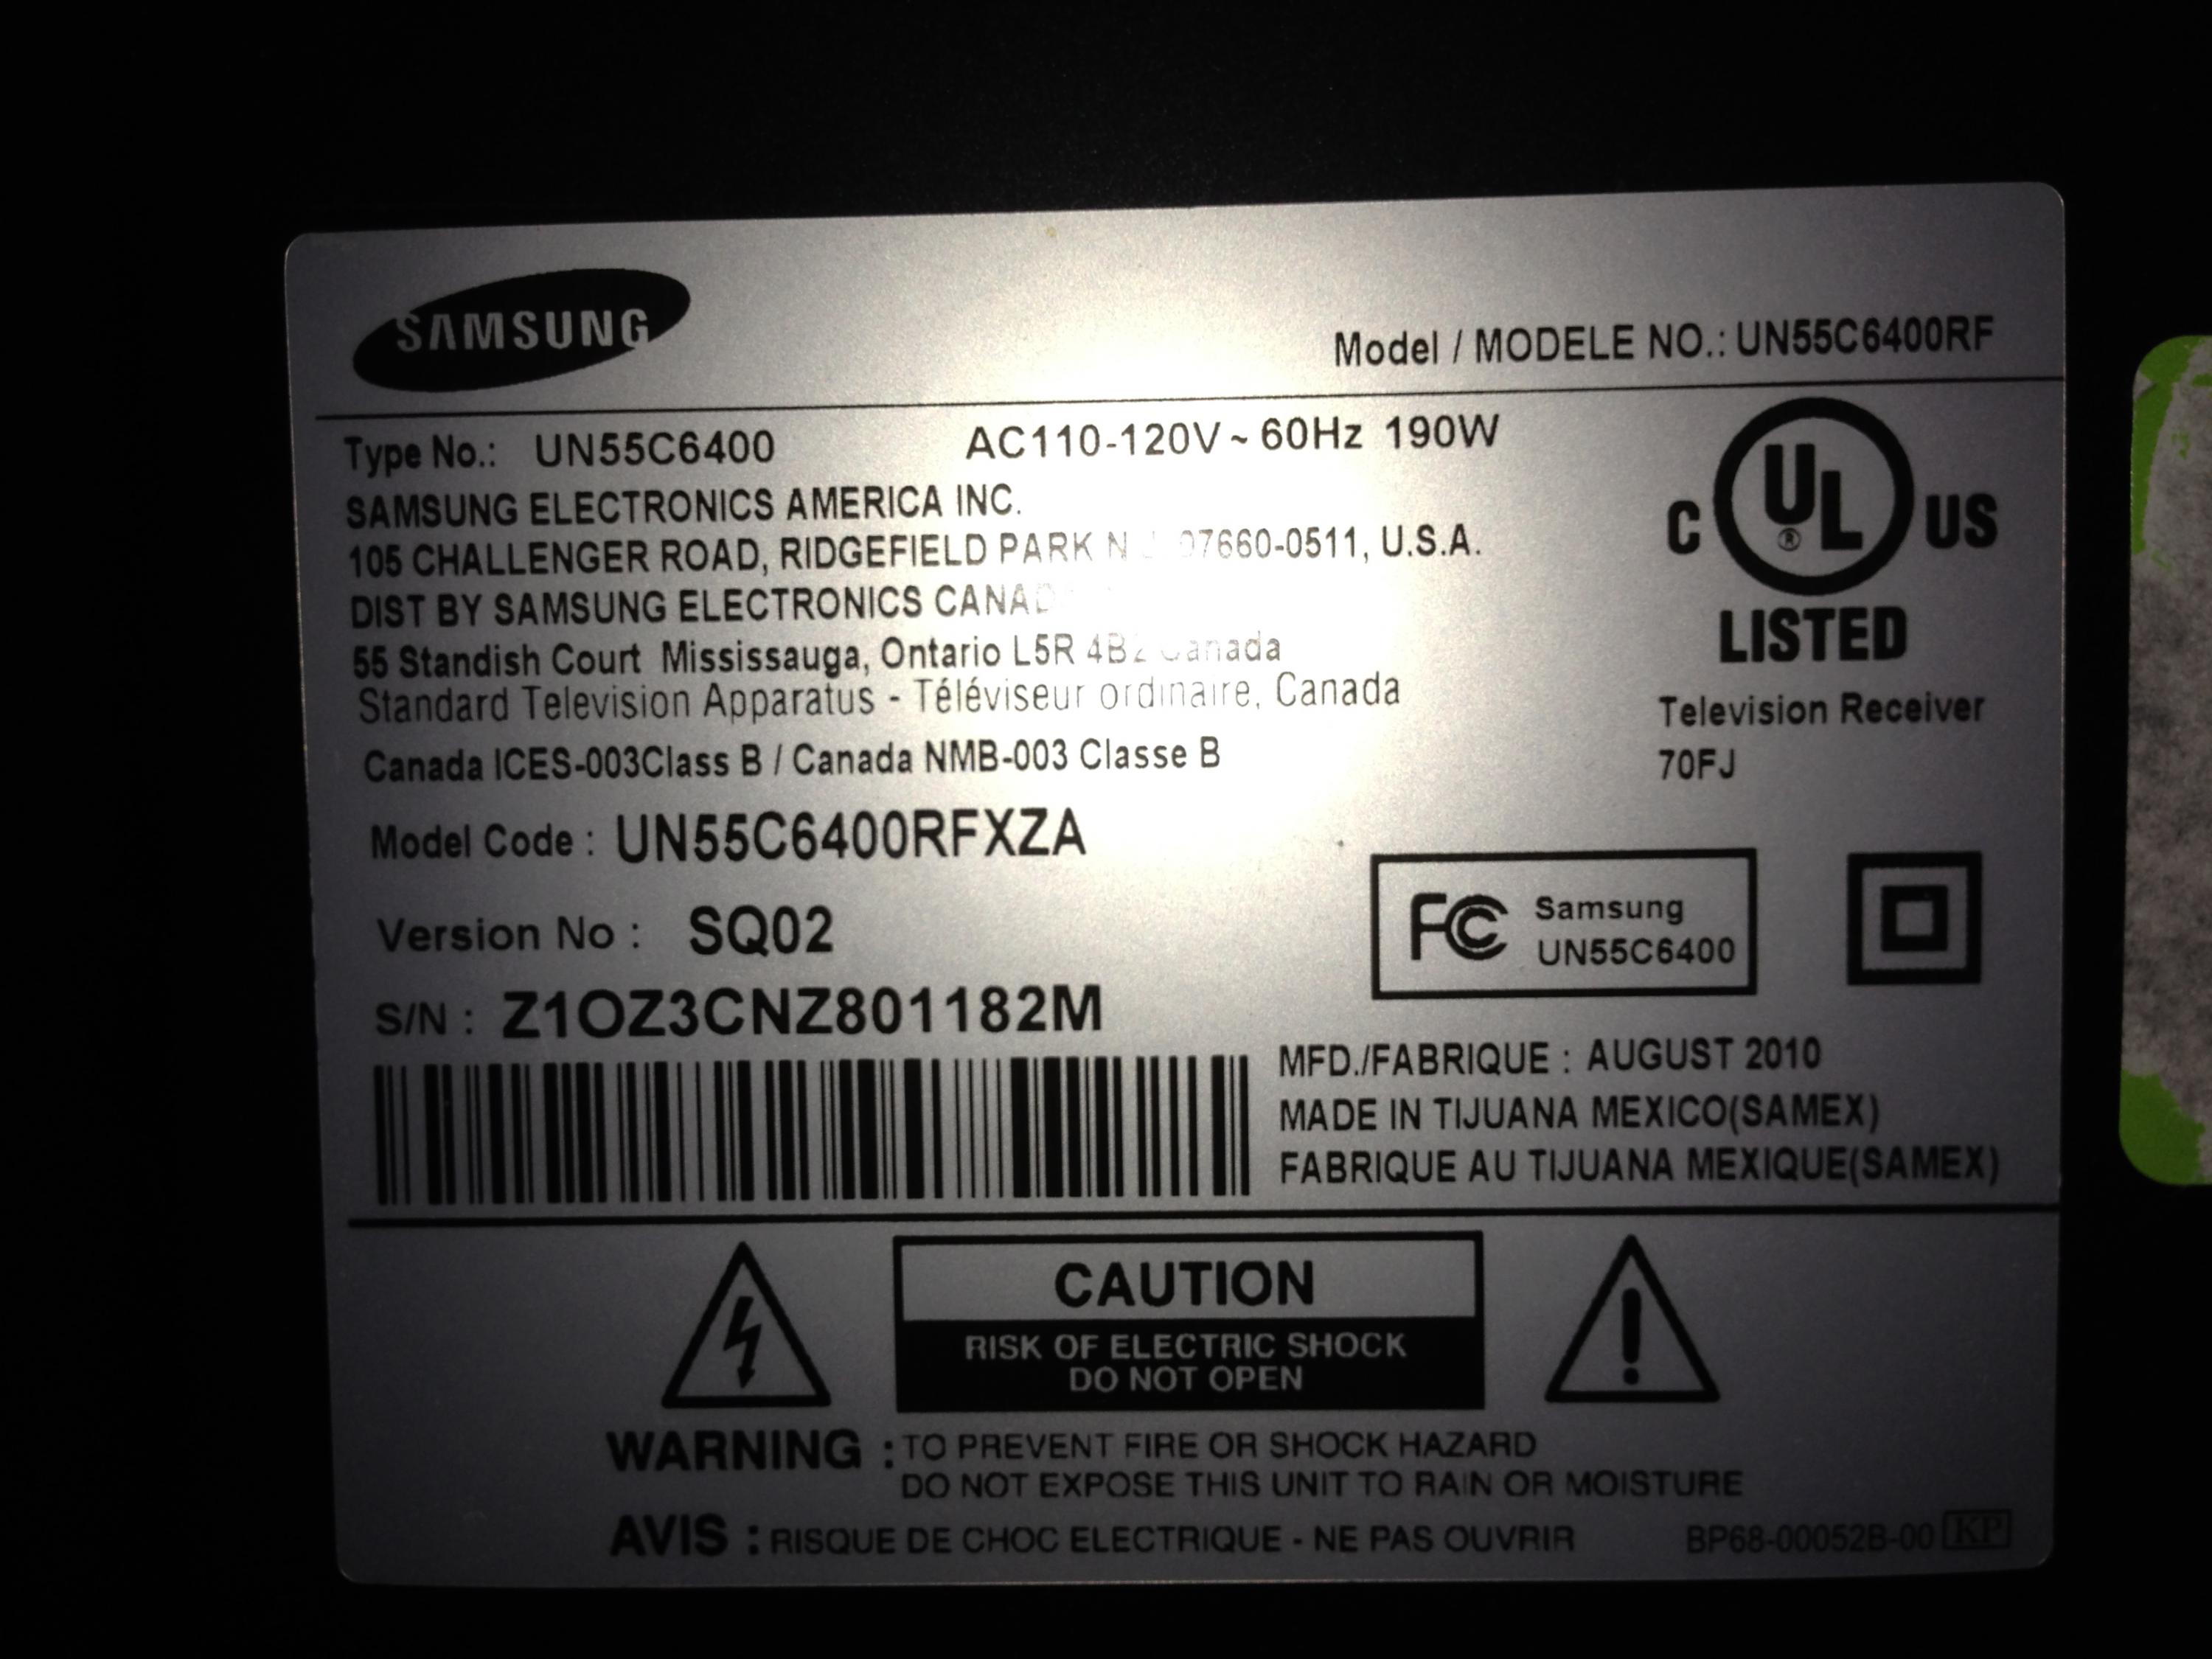 SAMSUNG
Model / MODELE NO.: UN55C6400RF
Type No.: UN55C6400 AC110-120V~60Hz 190W
SAMSUNG ELECTRONICS AMERICA INC.
105 CHALLENGER ROAD, RIDGEFIELD PARK 07660-0511, U.S.A.
DIST BY SAMSUNG ELECTRONICS
55 Standish Court Mississauga, Ontario L5R 4B2 Canada
Standard Television Apparatus - Téléviseur ordinaire, Canada
Canada ICES-003Class B / Canada NMB-003 Classe B
C UL ® US
LISTED
Television Receiver
70FJ
Model Code : UN55C6400RFXZA
Version No : SQ02
FC Samsung
UN55C6400
S/N : Z1OZ3CNZ801182M
MFD./FABRIQUE : AUGUST 2010
MADE IN TIJUANA MEXICO(SAMEX)
FABRIQUE AU TIJUANA MEXIQUE(SAMEX)
CAUTION
RISK OF ELECTRIC SHOCK
DO NOT OPEN
WARNING : TO PREVENT FIRE OR SHOCK HAZARD
DO NOT EXPOSE THIS UNIT TO RAIN OR MOISTURE
AVIS : RISQUE DE CHOC ELECTRIQUE - NE PAS OUVRIR
BP68-00052B-00 KP